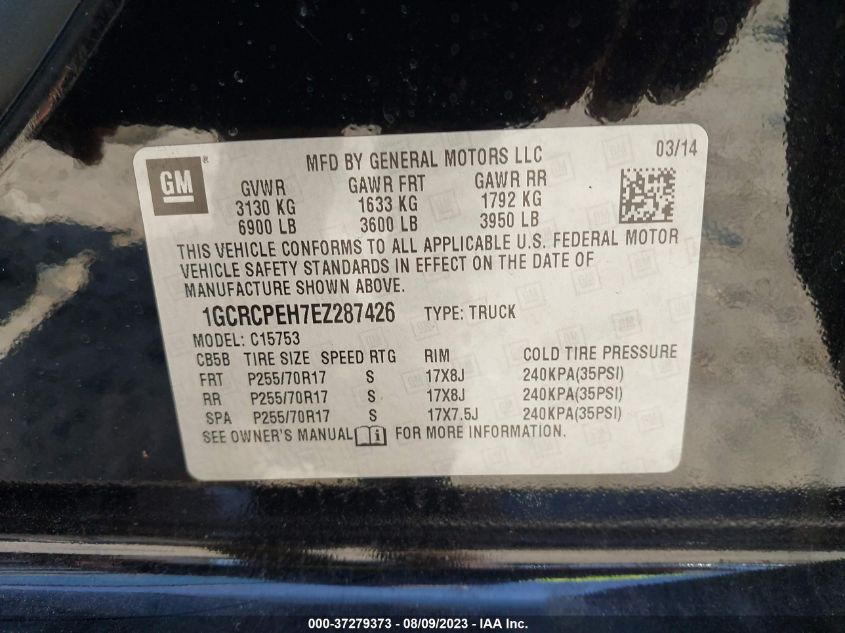 GM ®
MFD BY GENERAL MOTORS LLC 03/14
GVWR GAWR FRT GAWR RR
3130 KG 1633 KG 1792 KG
6900 LB 3600 LB 3950 LB
THIS VEHICLE CONFORMS TO ALL APPLICABLE U.S. FEDERAL MOTOR
VEHICLE SAFETY STANDARDS IN EFFECT ON THE DATE OF
MANUFACTURE SHOWN ABOVE.
1GCRCPEH7EZ287426 TYPE: TRUCK
MODEL: C15753
CB5B TIRE SIZE SPEED RTG RIM COLD TIRE PRESSURE
FRT P255/70R17 S 17X8J 240KPA(35PSI)
RR P255/70R17 S 17X8J 240KPA(35PSI)
SPA P255/70R17 S 17X7.5J 240KPA(35PSI)
SEE OWNER'S MANUAL FOR MORE INFORMATION.
000-37279373 - 08/09/2023 - IAA Inc.